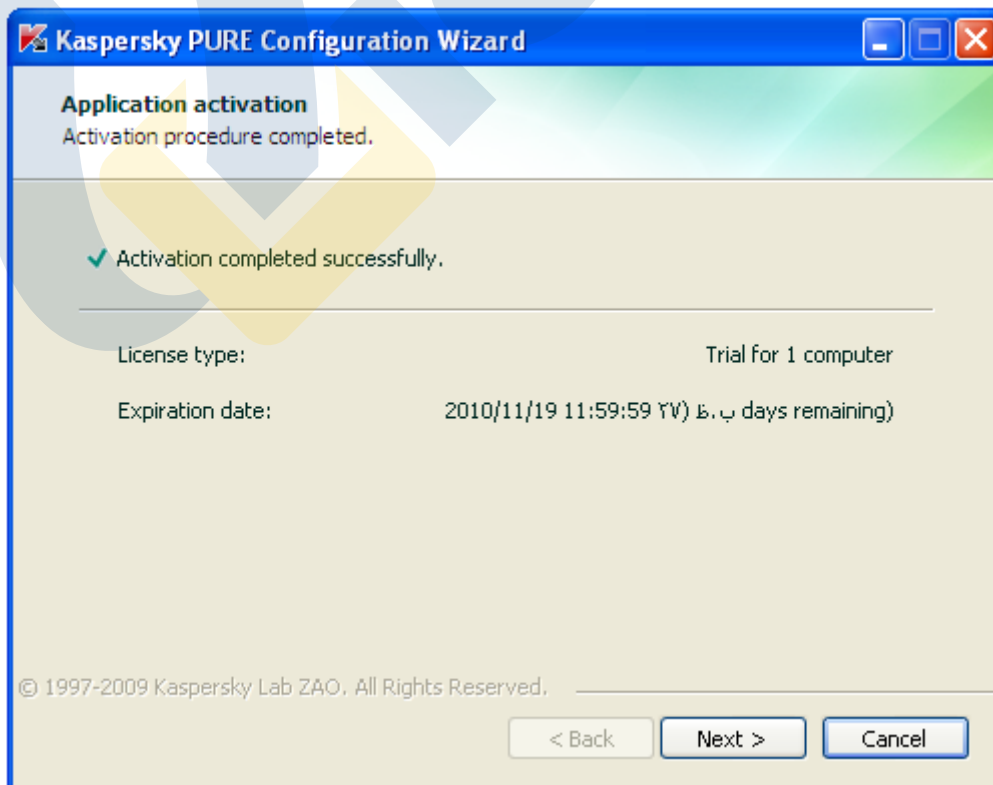 Kaspersky PURE Configuration Wizard
Application activation
Activation procedure completed.
Activation completed successfully.
License type: Trial for 1 computer
Expiration date: 2010/11/19 11:59:59 ب.ظ (۲۷ days remaining)
© 1997-2009 Kaspersky Lab ZAO. All Rights Reserved.
< Back Next > Cancel